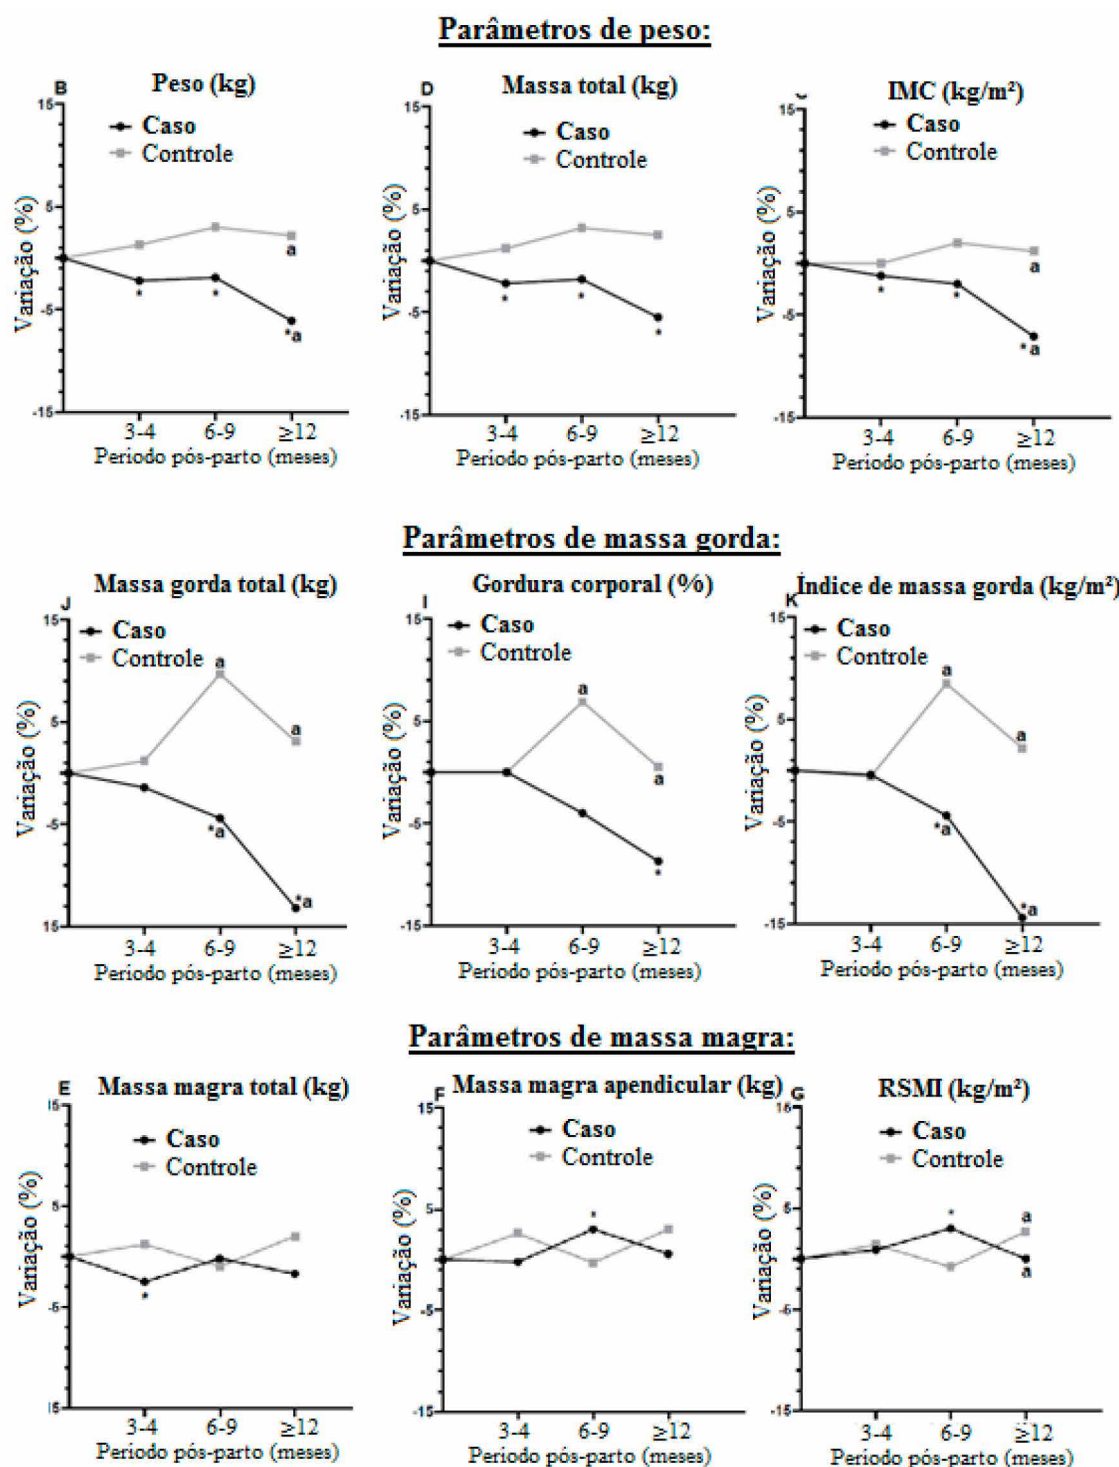 Parâmetros de peso:
B Peso (kg)
15
Caso
Controle
5
-5
-15
Variação (%)
* * *a a
3-4 6-9 ≥12
Periodo pós-parto (meses)
D Massa total (kg)
15
Caso
Controle
5
-5
-15
Variação (%)
* * *
3-4 6-9 ≥12
Periodo pós-parto (meses)
IMC (kg/m²)
15
Caso
Controle
5
-5
-15
Variação (%)
* * *a a
3-4 6-9 ≥12
Periodo pós-parto (meses)
Parâmetros de massa gorda:
J Massa gorda total (kg)
15
Caso
Controle
5
-5
15
Variação (%)
a a
*a *a
3-4 6-9 ≥12
Período pós-parto (meses)
I Gordura corporal (%)
15
Caso
Controle
5
-5
-15
Variação (%)
a a
*
3-4 6-9 ≥12
Período pós-parto (meses)
K Índice de massa gorda (kg/m²)
15
Caso
Controle
5
-5
-15
Variação (%)
a a
*a *a
3-4 6-9 ≥12
Período pós-parto (meses)
Parâmetros de massa magra:
E Massa magra total (kg)
15
Caso
Controle
5
-5
15
Variação (%)
*
3-4 6-9 ≥12
Periodo pós-parto (meses)
F Massa magra apendicular (kg)
15
Caso
Controle
5
-5
-15
Variação (%)
*
3-4 6-9 ≥12
Periodo pós-parto (meses)
G RSMI (kg/m²)
15
Caso
Controle
5
-5
-15
Variação (%)
* a
a
3-4 6-9 ≥12
Periodo pós-parto (meses)